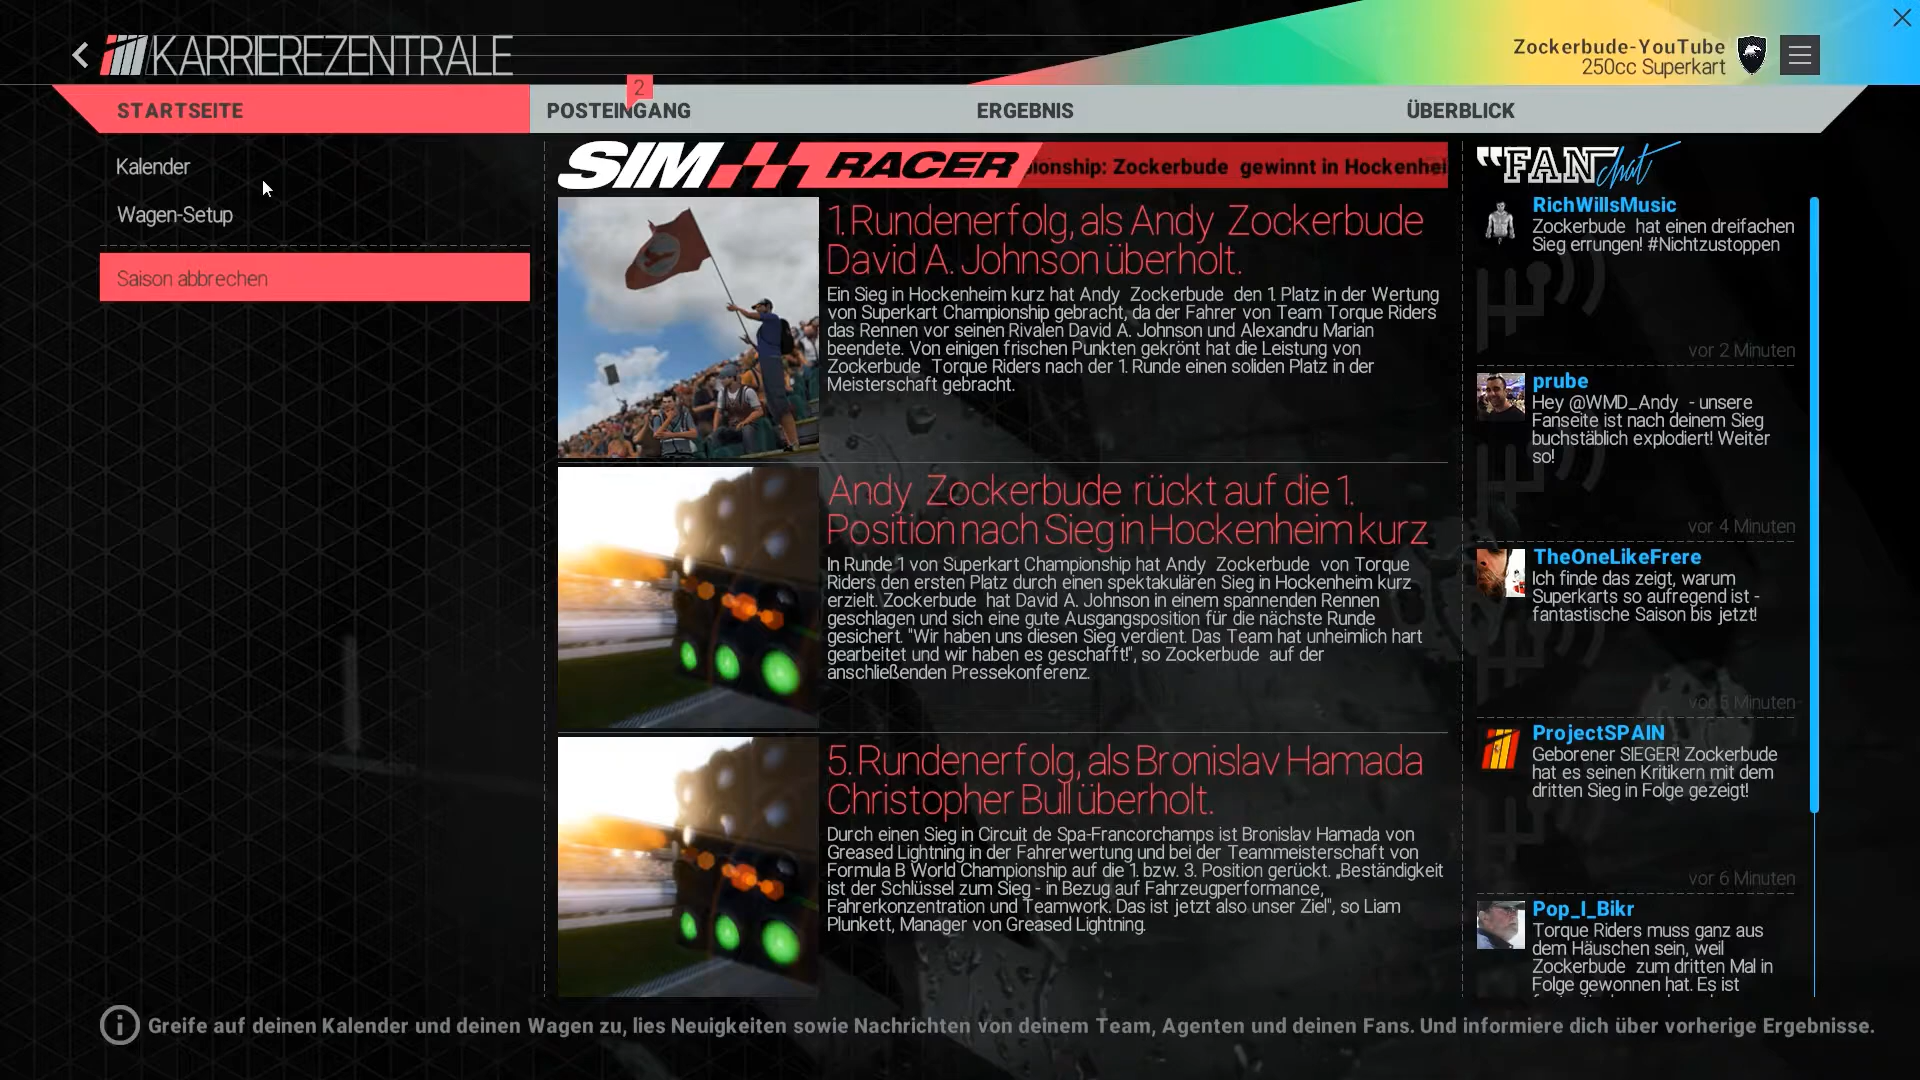 KARRIEREZENTRALE
Zockerbude-YouTube
250cc Superkart
STARTSEITE
POSTEINGANG
2
ERGEBNIS
ÜBERBLICK
Kalender
Wagen-Setup
Saison abbrechen
SIM RACER
ionship: Zockerbude gewinnt in Hockenhei
1. Rundenerfolg, als Andy Zockerbude
David A. Johnson überholt.
Ein Sieg in Hockenheim kurz hat Andy Zockerbude den 1. Platz in der Wertung
von Superkart Championship gebracht, da der Fahrer von Team Torque Riders
das Rennen vor seinen Rivalen David A. Johnson und Alexandru Marian
beendete. Von einigen frischen Punkten gekrönt hat die Leistung von
Zockerbude Torque Riders nach der 1. Runde einen soliden Platz in der
Meisterschaft gebracht.
Andy Zockerbude rückt auf die 1.
Position nach Sieg in Hockenheim kurz
In Runde 1 von Superkart Championship hat Andy Zockerbude von Torque
Riders den ersten Platz durch einen spektakulären Sieg in Hockenheim kurz
erzielt. Zockerbude hat David A. Johnson in einem spannenden Rennen
geschlagen und sich eine gute Ausgangsposition für die nächste Runde
gesichert. "Wir haben uns diesen Sieg verdient. Das Team hat unheimlich hart
gearbeitet und wir haben es geschafft!", so Zockerbude auf der
anschließenden Pressekonferenz.
5. Rundenerfolg, als Bronislav Hamada
Christopher Bull überholt.
Durch einen Sieg in Circuit de Spa-Francorchamps ist Bronislav Hamada von
Greased Lightning in der Fahrerwertung und bei der Teammeisterschaft von
Formula B World Championship auf die 1. bzw. 3. Position gerückt. „Beständigkeit
ist der Schlüssel zum Sieg - in Bezug auf Fahrzeugperformance,
Fahrerkonzentration und Teamwork. Das ist jetzt also unser Ziel", so Liam
Plunkett, Manager von Greased Lightning.
"FAN chat
RichWillsMusic
Zockerbude hat einen dreifachen
Sieg errungen! #Nichtzustoppen
vor 2 Minuten
prube
Hey @WMD_Andy - unsere
Fanseite ist nach deinem Sieg
buchstäblich explodiert! Weiter
so!
vor 4 Minuten
TheOneLikeFrere
Ich finde das zeigt, warum
Superkarts so aufregend ist -
fantastische Saison bis jetzt!
vor 5 Minuten
ProjectSPAIN
Geborener SIEGER! Zockerbude
hat es seinen Kritikern mit dem
dritten Sieg in Folge gezeigt!
vor 6 Minuten
Pop_I_Bikr
Torque Riders muss ganz aus
dem Häuschen sein, weil
Zockerbude zum dritten Mal in
Folge gewonnen hat. Es ist
Greife auf deinen Kalender und deinen Wagen zu, lies Neuigkeiten sowie Nachrichten von deinem Team, Agenten und deinen Fans. Und informiere dich über vorherige Ergebnisse.